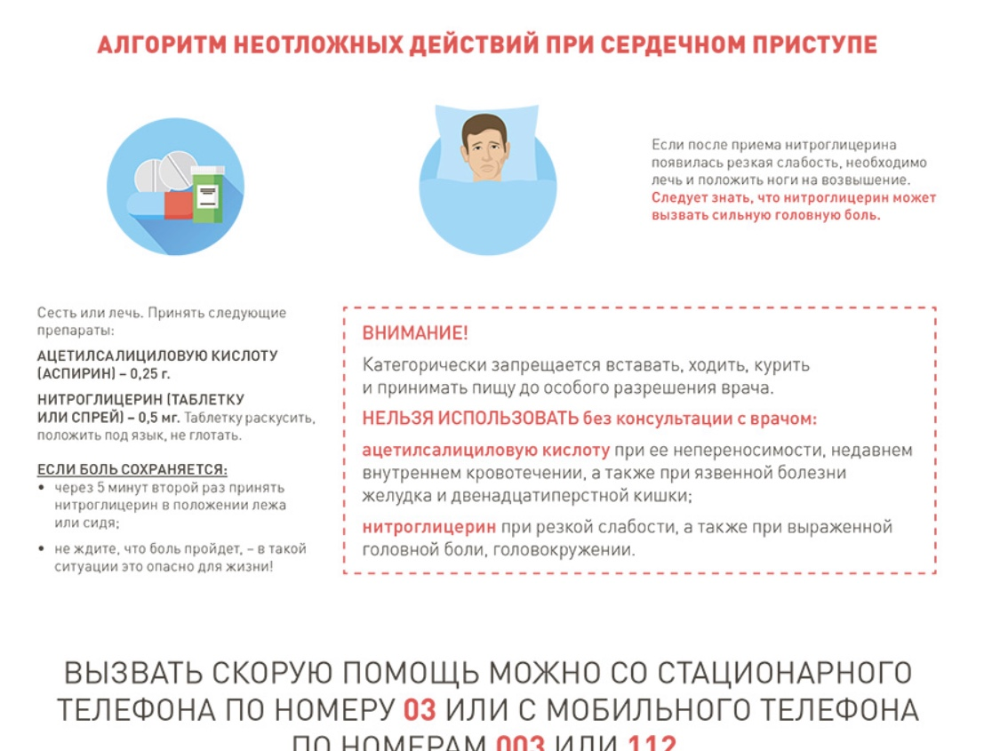 АЛГОРИТМ НЕОТЛОЖНЫХ ДЕЙСТВИЙ ПРИ СЕРДЕЧНОМ ПРИСТУПЕ
Если после приема нитроглицерина
появилась резкая слабость, необходимо
лечь и положить ноги на возвышение.
Следует знать, что нитроглицерин может
вызвать сильную головную боль.
Сесть или лечь. Принять следующие
препараты:
АЦЕТИЛСАЛИЦИЛОВУЮ КИСЛОТУ
(АСПИРИН) – 0,25 г.
НИТРОГЛИЦЕРИН (ТАБЛЕТКУ
ИЛИ СПРЕЙ) – 0,5 мг. Таблетку раскусить,
положить под язык, не глотать.
ЕСЛИ БОЛЬ СОХРАНЯЕТСЯ:
• через 5 минут второй раз принять
нитроглицерин в положении лежа
или сидя;
• не ждите, что боль пройдет, – в такой
ситуации это опасно для жизни!
ВНИМАНИЕ!
Категорически запрещается вставать, ходить, курить
и принимать пищу до особого разрешения врача.
НЕЛЬЗЯ ИСПОЛЬЗОВАТЬ без консультации с врачом:
ацетилсалициловую кислоту при ее непереносимости, недавнем
внутреннем кровотечении, а также при язвенной болезни
желудка и двенадцатиперстной кишки;
нитроглицерин при резкой слабости, а также при выраженной
головной боли, головокружении.
ВЫЗВАТЬ СКОРУЮ ПОМОЩЬ МОЖНО СО СТАЦИОНАРНОГО
ТЕЛЕФОНА ПО НОМЕРУ 03 ИЛИ С МОБИЛЬНОГО ТЕЛЕФОНА
ПО НОМЕРАМ 003 ИЛИ 112